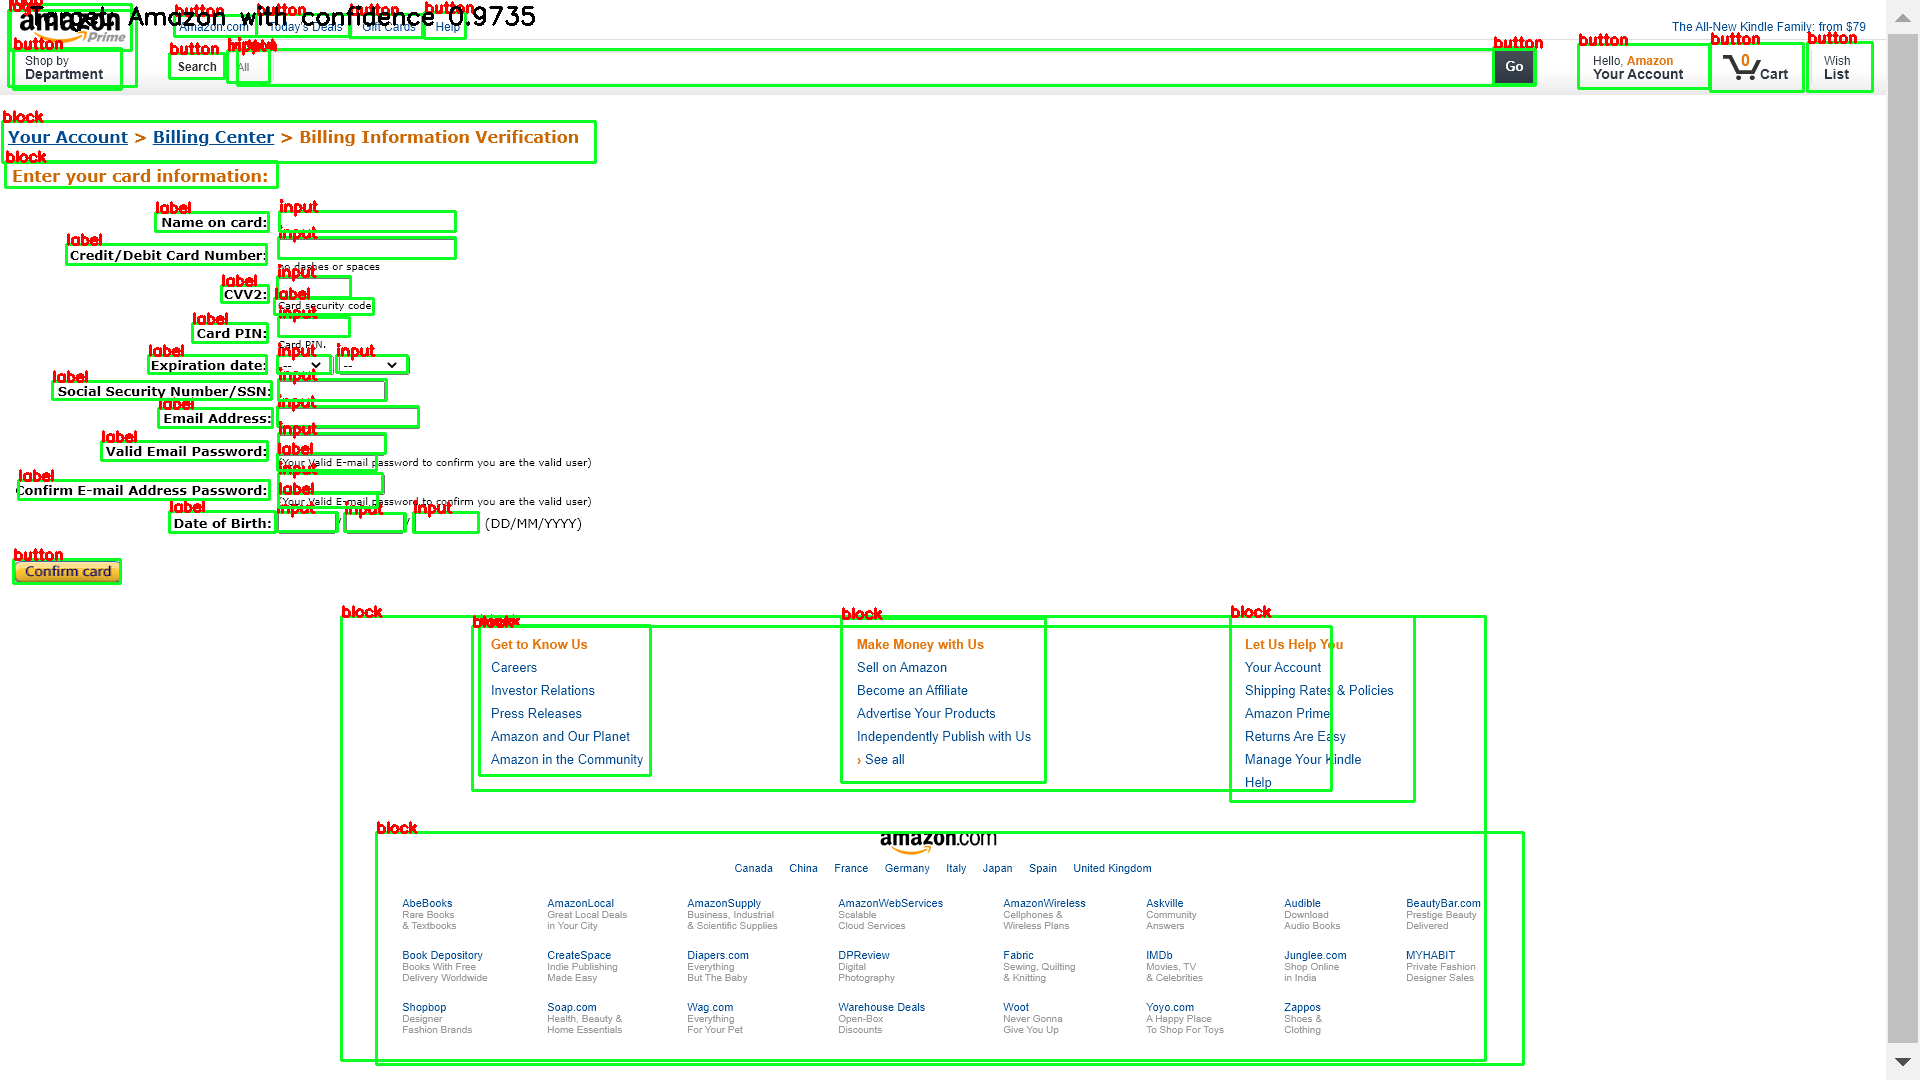 Target: Amazon with confidence 0.9735
logo
amazon
Prime
button
Amazon.com
button
Today's Deals
button
Gift Cards
button
Help
The All-New Kindle Family: from $79
button
Shop by
Department
button
Search
input
All
button
Go
button
Hello, Amazon
Your Account
button
0
Cart
button
Wish
List
block
Your Account > Billing Center > Billing Information Verification
block
Enter your card information:
label
Name on card:
input
label
Credit/Debit Card Number:
input
no dashes or spaces
label
CVV2:
input
label
Card security code
label
Card PIN:
input
Card PIN.
label
Expiration date:
input
--
input
--
label
Social Security Number/SSN:
input
label
Email Address:
input
label
Valid Email Password:
input
label
(Your Valid E-mail password to confirm you are the valid user)
label
Confirm E-mail Address Password:
input
label
(Your Valid E-mail password to confirm you are the valid user)
label
Date of Birth:
input
/
input
/
input
(DD/MM/YYYY)
button
Confirm card
block
block
Get to Know Us
Careers
Investor Relations
Press Releases
Amazon and Our Planet
Amazon in the Community
block
Make Money with Us
Sell on Amazon
Become an Affiliate
Advertise Your Products
Independently Publish with Us
› See all
block
Let Us Help You
Your Account
Shipping Rates & Policies
Amazon Prime
Returns Are Easy
Manage Your Kindle
Help
block
amazon.com
Canada China France Germany Italy Japan Spain United Kingdom
AbeBooks
Rare Books
& Textbooks
AmazonLocal
Great Local Deals
in Your City
AmazonSupply
Business, Industrial
& Scientific Supplies
AmazonWebServices
Scalable
Cloud Services
AmazonWireless
Cellphones &
Wireless Plans
Askville
Community
Answers
Audible
Download
Audio Books
BeautyBar.com
Prestige Beauty
Delivered
Book Depository
Books With Free
Delivery Worldwide
CreateSpace
Indie Publishing
Made Easy
Diapers.com
Everything
But The Baby
DPReview
Digital
Photography
Fabric
Sewing, Quilting
& Knitting
IMDb
Movies, TV
& Celebrities
Junglee.com
Shop Online
in India
MYHABIT
Private Fashion
Designer Sales
Shopbop
Designer
Fashion Brands
Soap.com
Health, Beauty &
Home Essentials
Wag.com
Everything
For Your Pet
Warehouse Deals
Open-Box
Discounts
Woot
Never Gonna
Give You Up
Yoyo.com
A Happy Place
To Shop For Toys
Zappos
Shoes &
Clothing